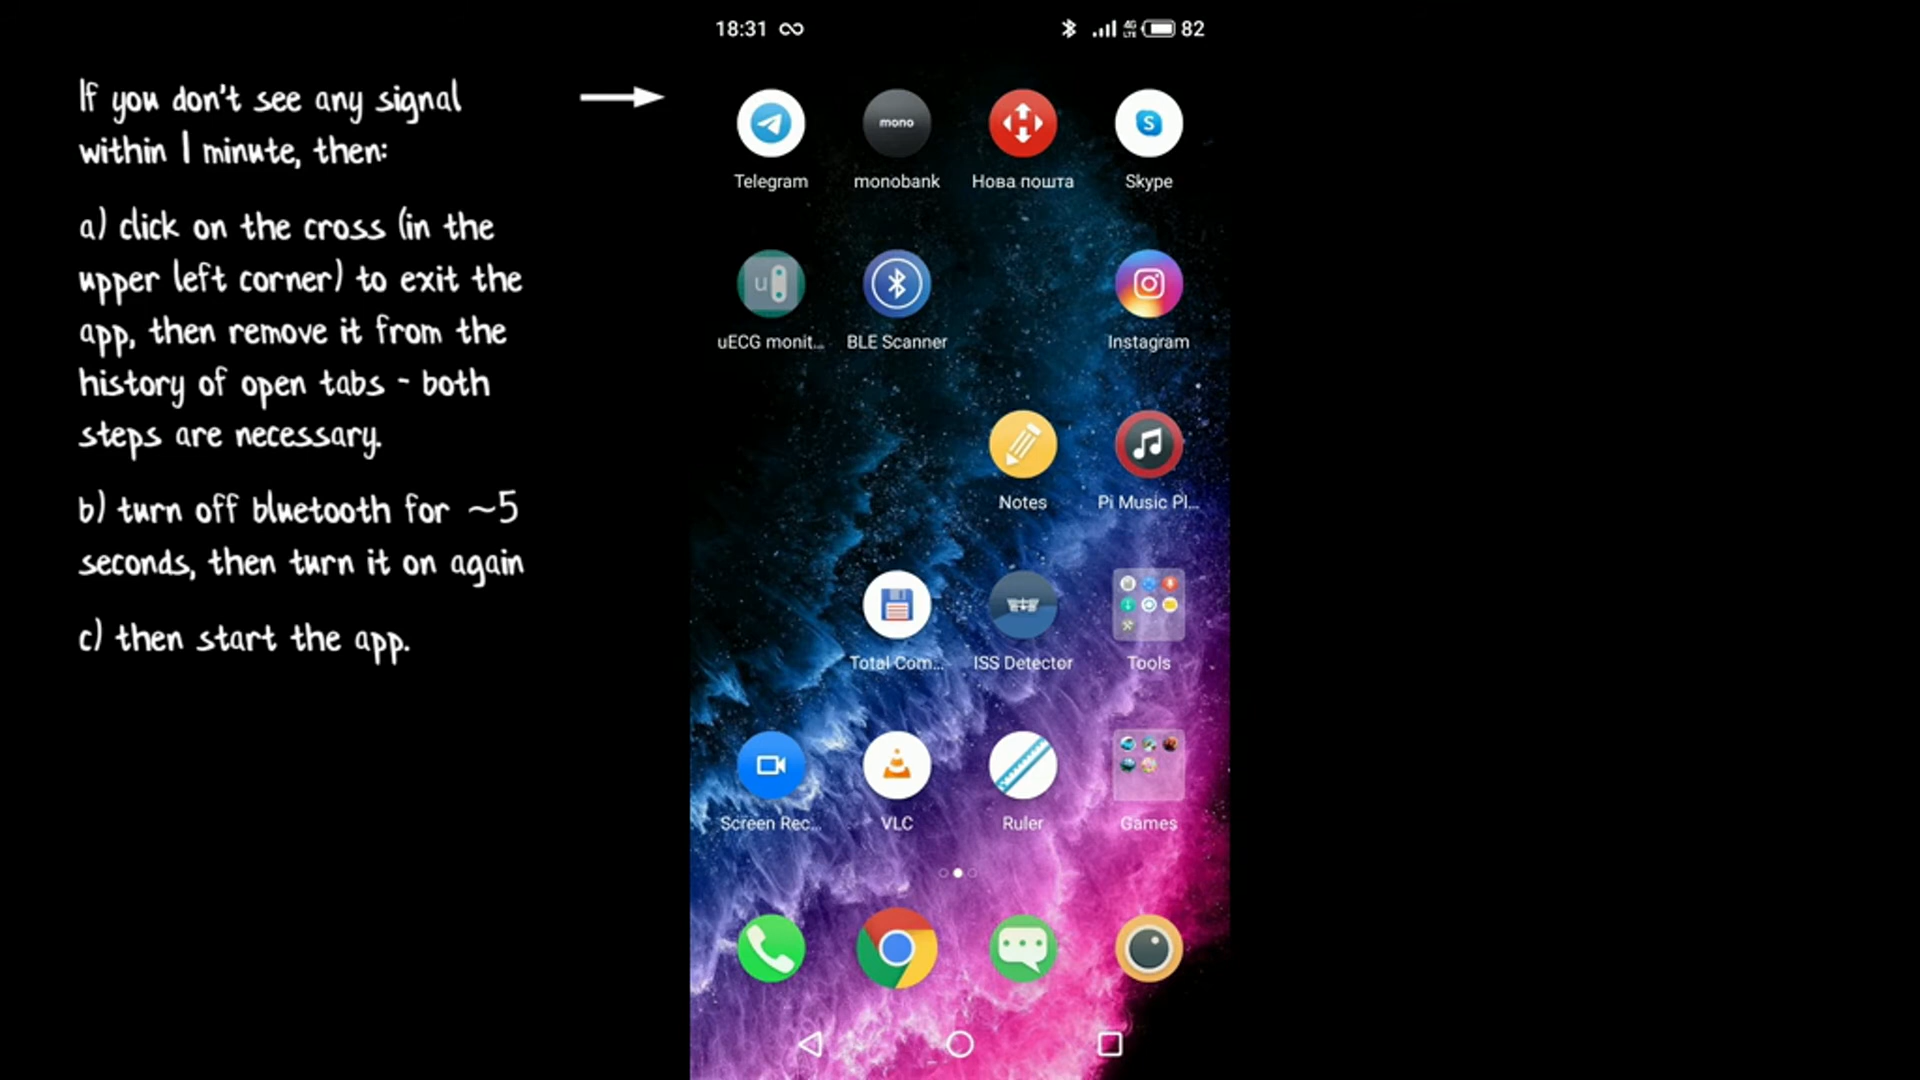 If you don't see any signal
within 1 minute, then:
a) click on the cross (in the
upper left corner) to exit the
app, then remove it from the
history of open tabs - both
steps are necessary.
b) turn off bluetooth for ~5
seconds, then turn it on again
c) then start the app.
18:31
4G
LTE
82
mono
S
Telegram
monobank
Нова пошта
Skype
u
uECG monit...
BLE Scanner
Instagram
Notes
Pi Music Pl...
Total Com...
ISS Detector
Tools
Screen Rec...
VLC
Ruler
Games